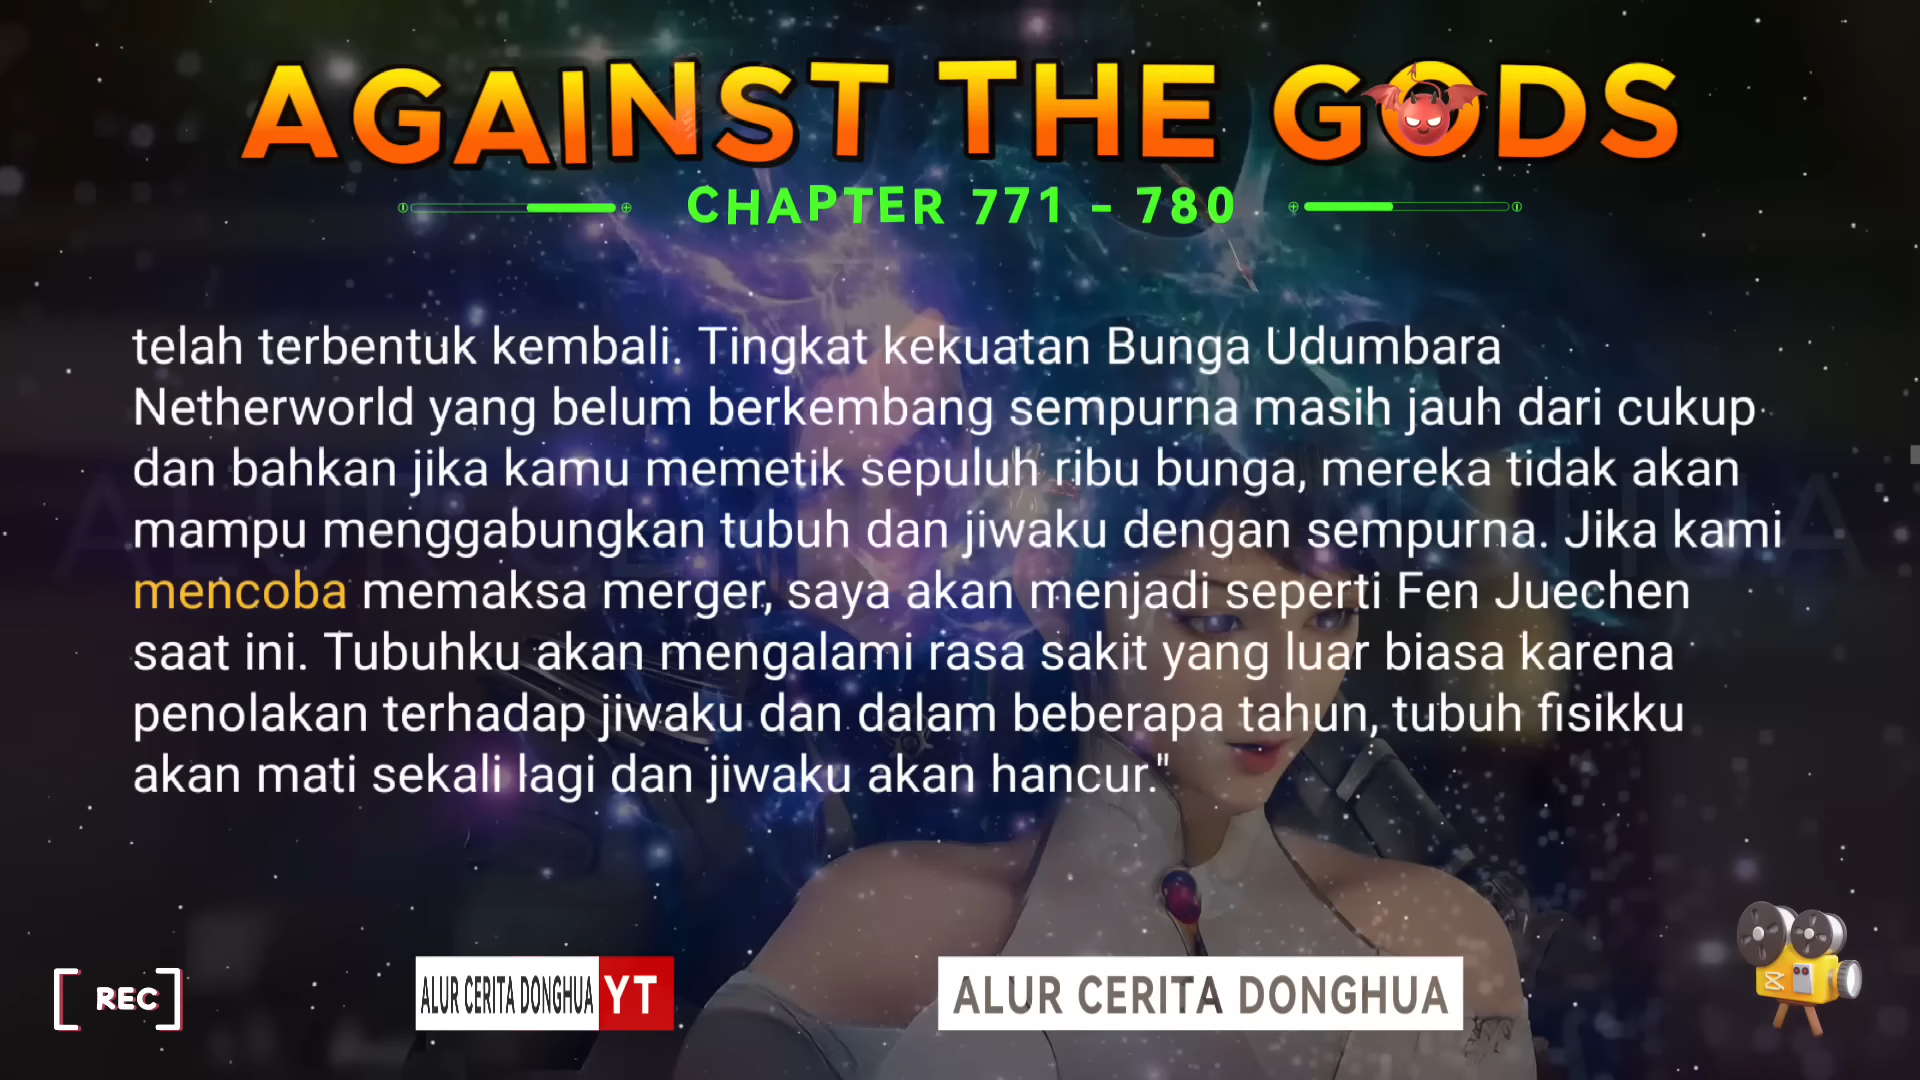 AGAINST THE GODS
CHAPTER 771 - 780
telah terbentuk kembali. Tingkat kekuatan Bunga Udumbara
Netherworld yang belum berkembang sempurna masih jauh dari cukup
dan bahkan jika kamu memetik sepuluh ribu bunga, mereka tidak akan
mampu menggabungkan tubuh dan jiwaku dengan sempurna. Jika kami
mencoba memaksa merger, saya akan menjadi seperti Fen Juechen
saat ini. Tubuhku akan mengalami rasa sakit yang luar biasa karena
penolakan terhadap jiwaku dan dalam beberapa tahun, tubuh fisikku
akan mati sekali lagi dan jiwaku akan hancur."
REC
ALUR CERITA DONGHUA YT
ALUR CERITA DONGHUA